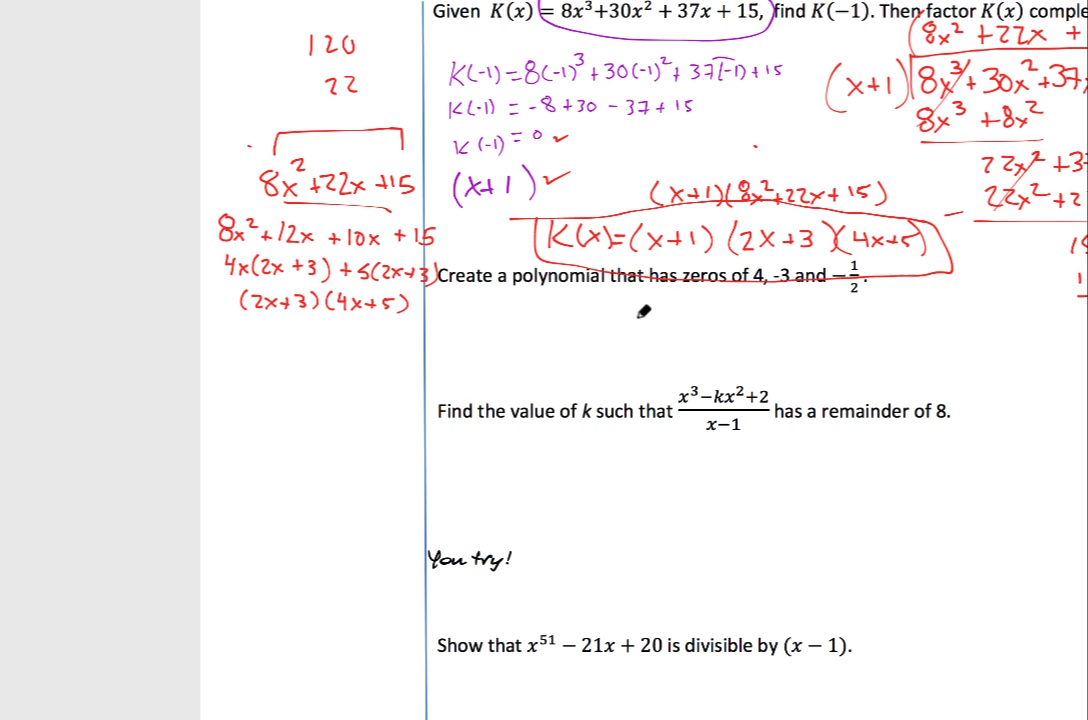 Given K(x) = 8x³+30x² + 37x + 15, find K(−1). Then factor K(x) comple
8x² +22x +
(x+1) 8x³+30x²+37
8x³ +8x²
22x² +3
22x² +2
120
22
8x²+22x+15
8x²+12x +10x +15
4x(2x+3)+5(2x+3)
(2x+3)(4x+5)
K(-1)=8(-1)³+30(-1)²+37(-1)+15
K(-1) = -8+30-37+15
K(-1) = 0 ✓
(x+1) ✓
(x+1)(8x²+22x+15)
K(x)=(x+1)(2x+3)(4x+5)
Create a polynomial that has zeros of 4, -3 and −1/2.
Find the value of k such that x³−kx²+2 / x−1 has a remainder of 8.
You try!
Show that x⁵¹ − 21x + 20 is divisible by (x − 1).